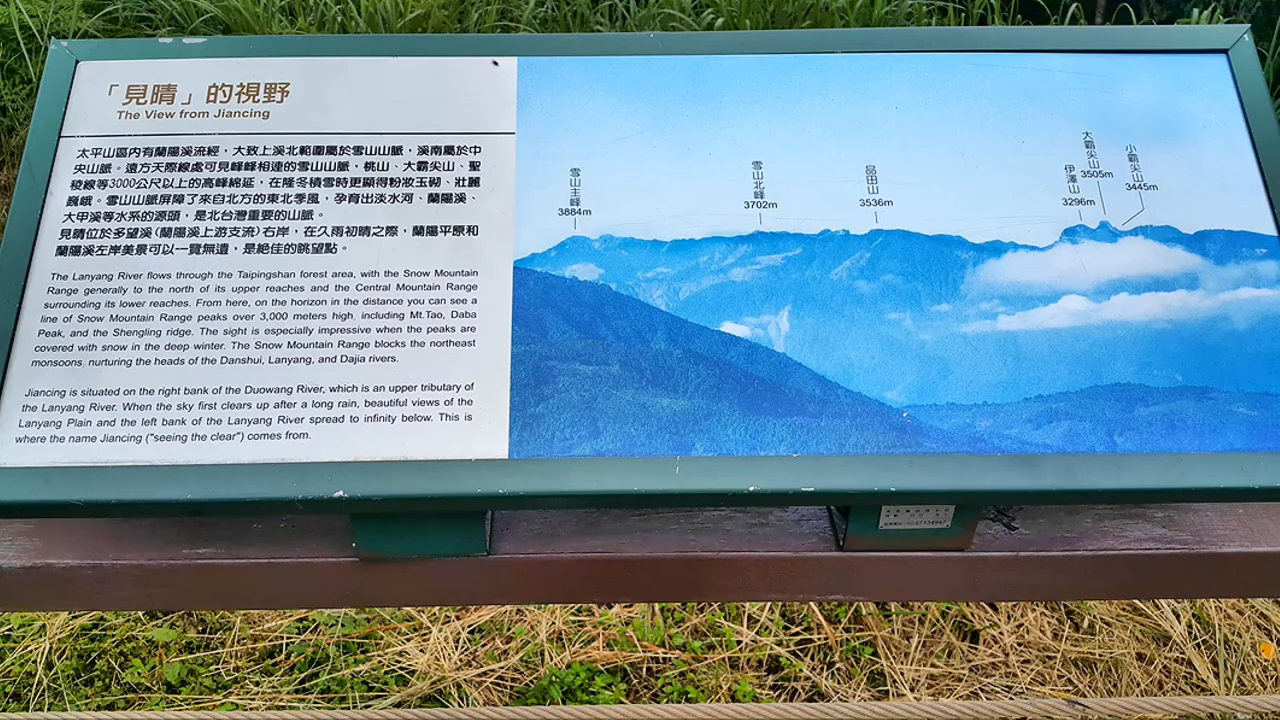 「見晴」的視野
The View from Jiancing
太平山區內有蘭陽溪流經，大致上溪北範圍屬於雪山山脈，溪南屬於中
央山脈。遠方天際線處可見峰峰相連的雪山山脈，桃山、大霸尖山、聖
稜線等3000公尺以上的高峰綿延，在隆冬積雪時更顯得粉妝玉砌、壯麗
巍峨。雪山山脈屏障了來自北方的東北季風，孕育出淡水河、蘭陽溪、
大甲溪等水系的源頭，是北台灣重要的山脈。
見晴位於多望溪(蘭陽溪上游支流)右岸，在久雨初晴之際，蘭陽平原和
蘭陽溪左岸美景可以一覽無遺，是絕佳的眺望點。
The Lanyang River flows through the Taipingshan forest area, with the Snow Mountain
Range generally to the north of its upper reaches and the Central Mountain Range
surrounding its lower reaches. From here, on the horizon in the distance you can see a
line of Snow Mountain Range peaks over 3,000 meters high, including Mt.Tao, Daba
Peak, and the Shengling ridge. The sight is especially impressive when the peaks are
covered with snow in the deep winter. The Snow Mountain Range blocks the northeast
monsoons, nurturing the heads of the Danshui, Lanyang, and Dajia rivers.
Jiancing is situated on the right bank of the Duowang River, which is an upper tributary of
the Lanyang River. When the sky first clears up after a long rain, beautiful views of the
Lanyang Plain and the left bank of the Lanyang River spread to infinity below. This is
where the name Jiancing ("seeing the clear") comes from.
雪山主峰
3884m
雪山北峰
3702m
品田山
3536m
伊澤山
3296m
大霸尖山
3505m
小霸尖山
3445m